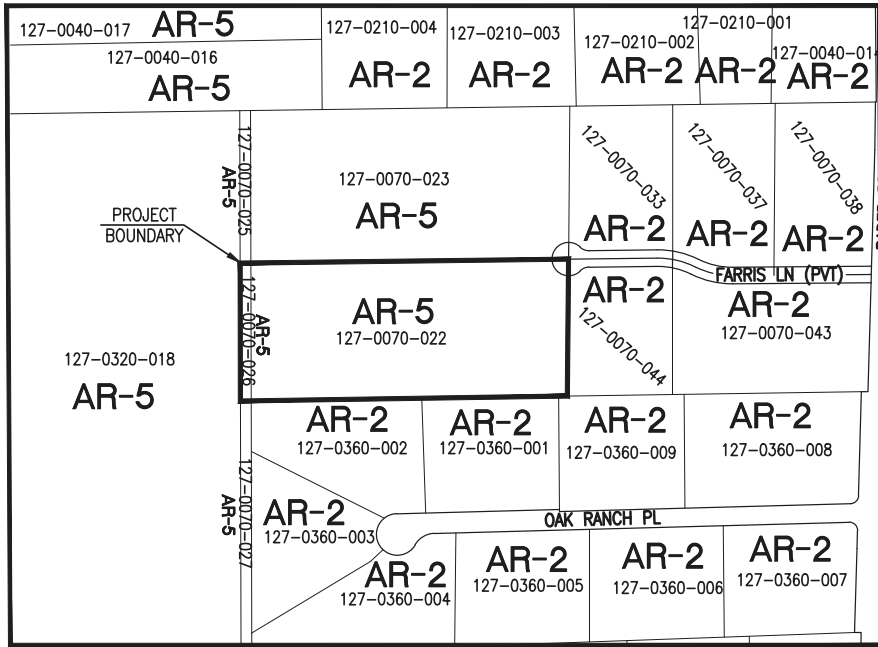 127-0040-017
AR-5
127-0210-004
127-0210-003
127-0210-002
127-0210-001
127-0040-016
AR-5
AR-2
AR-2
AR-2
AR-2
127-0040-01
AR-2
127-0070-025
AR-5
127-0070-023
AR-5
127-0070-033
AR-2
127-0070-037
AR-2
127-0070-038
AR-2
PROJECT
BOUNDARY
FARRIS LN (PVT)
127-0070-026
AR-5
AR-5
127-0070-022
AR-2
127-0070-044
AR-2
127-0070-043
127-0320-018
AR-5
AR-2
127-0360-002
AR-2
127-0360-001
AR-2
127-0360-009
AR-2
127-0360-008
127-0070-027
AR-5
AR-2
127-0360-003
OAK RANCH PL
AR-2
127-0360-004
AR-2
127-0360-005
AR-2
127-0360-006
AR-2
127-0360-007